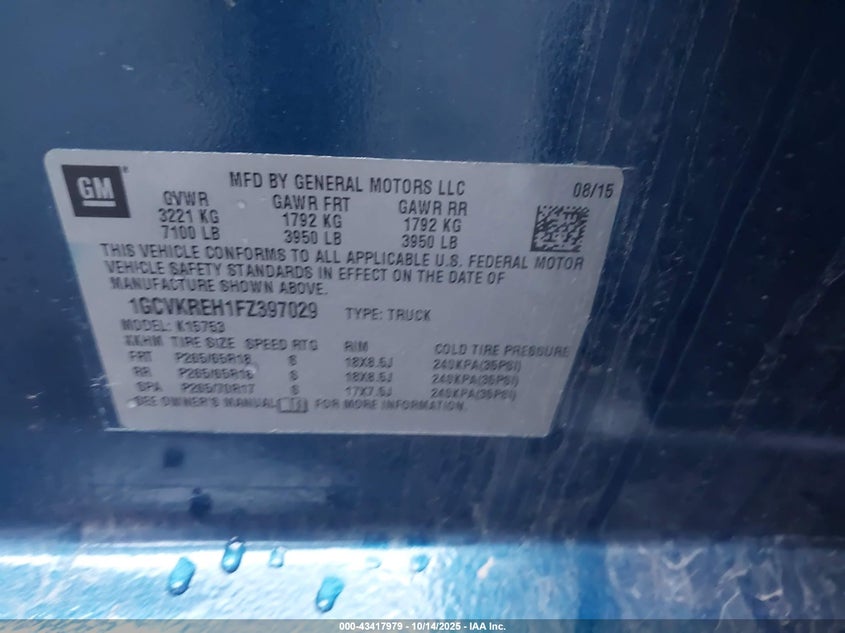 GM
MFD BY GENERAL MOTORS LLC
08/15
GVWR GAWR FRT GAWR RR
3221 KG 1792 KG 1792 KG
7100 LB 3950 LB 3950 LB
THIS VEHICLE CONFORMS TO ALL APPLICABLE U.S. FEDERAL MOTOR
VEHICLE SAFETY STANDARDS IN EFFECT ON THE DATE OF
MANUFACTURE SHOWN ABOVE.
1GCVKREH1FZ397029 TYPE: TRUCK
MODEL: K15753
TIRE SIZE SPEED RTG RIM COLD TIRE PRESSURE
FRT P265/65R18 S 18X8.5J 240KPA(35PSI)
RR P265/65R18 S 18X8.5J 240KPA(35PSI)
SPA P265/70R17 S 17X7.5J 240KPA(35PSI)
SEE OWNER'S MANUAL FOR MORE INFORMATION.
000-43417979 - 10/14/2025 - IAA Inc.